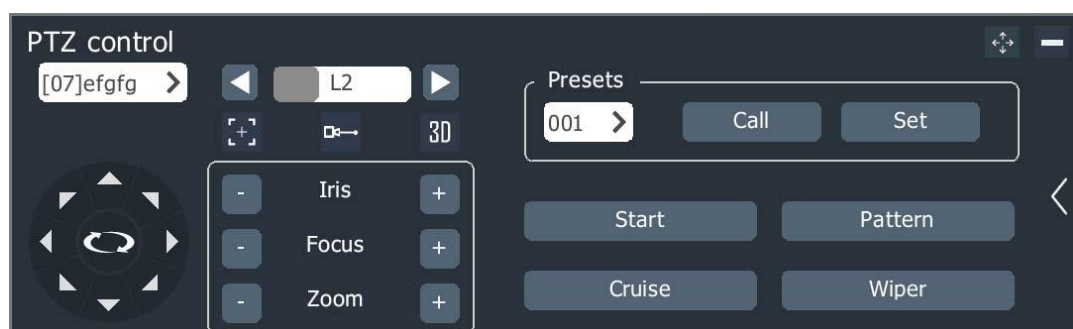 PTZ control
[07]efgfg
L2
3D
Presets
001
Call
Set
- Iris +
- Focus +
- Zoom +
Start
Pattern
Cruise
Wiper